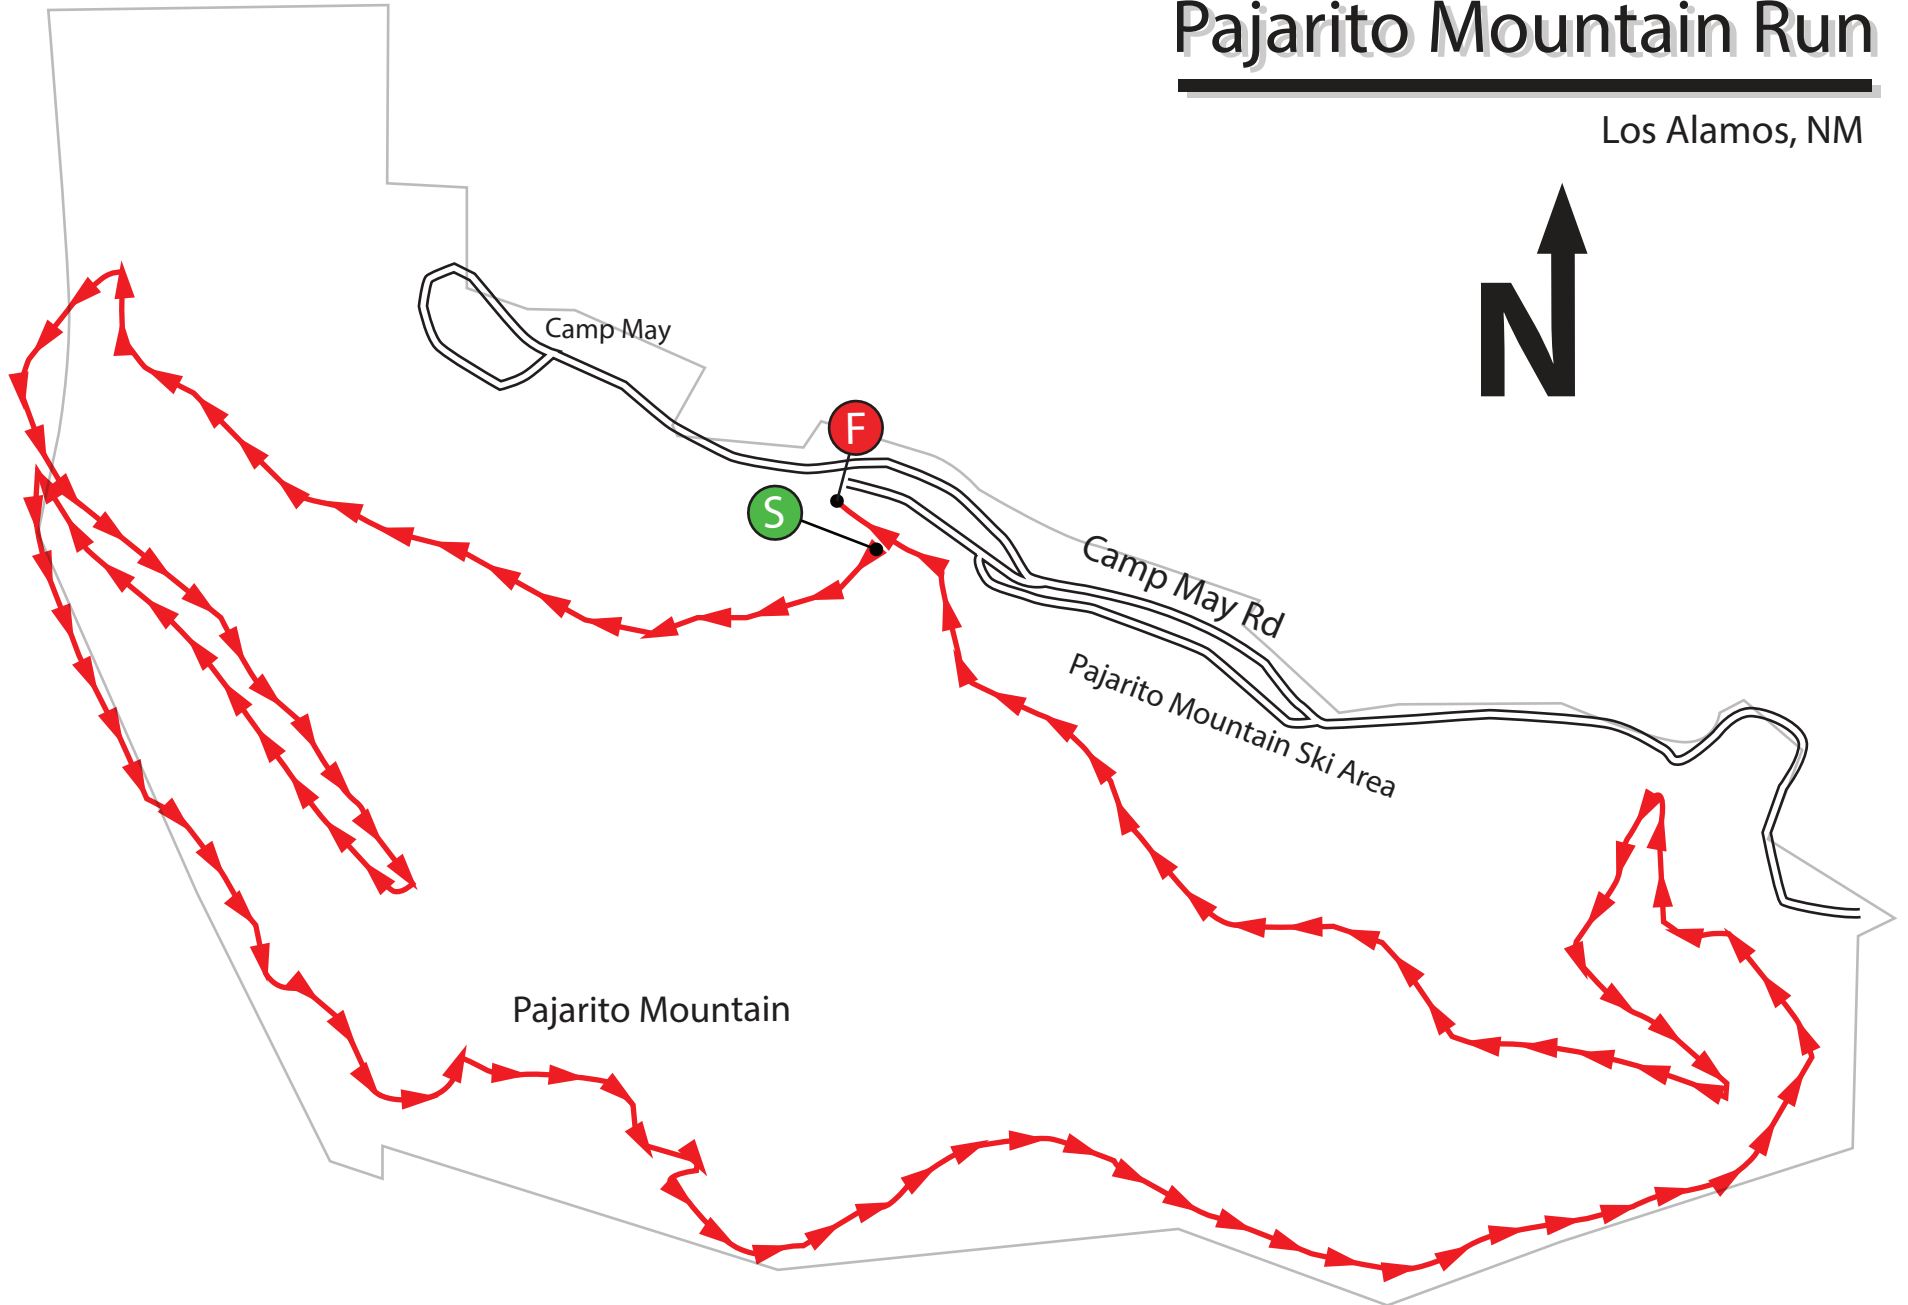 Pajarito Mountain Run
Los Alamos, NM
N
Camp May
F
S
Camp May Rd
Pajarito Mountain Ski Area
Pajarito Mountain